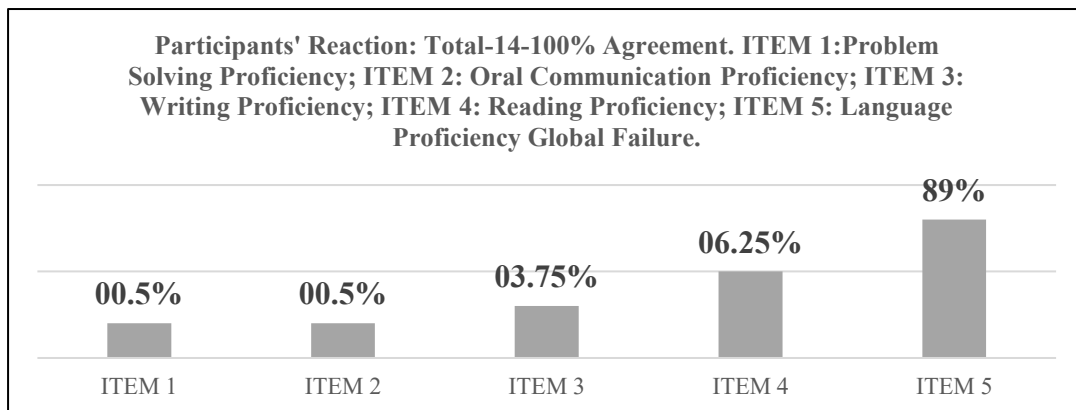 Participants' Reaction: Total-14-100% Agreement. ITEM 1:Problem
Solving Proficiency; ITEM 2: Oral Communication Proficiency; ITEM 3:
Writing Proficiency; ITEM 4: Reading Proficiency; ITEM 5: Language
Proficiency Global Failure.
00.5%
00.5%
03.75%
06.25%
89%
ITEM 1
ITEM 2
ITEM 3
ITEM 4
ITEM 5